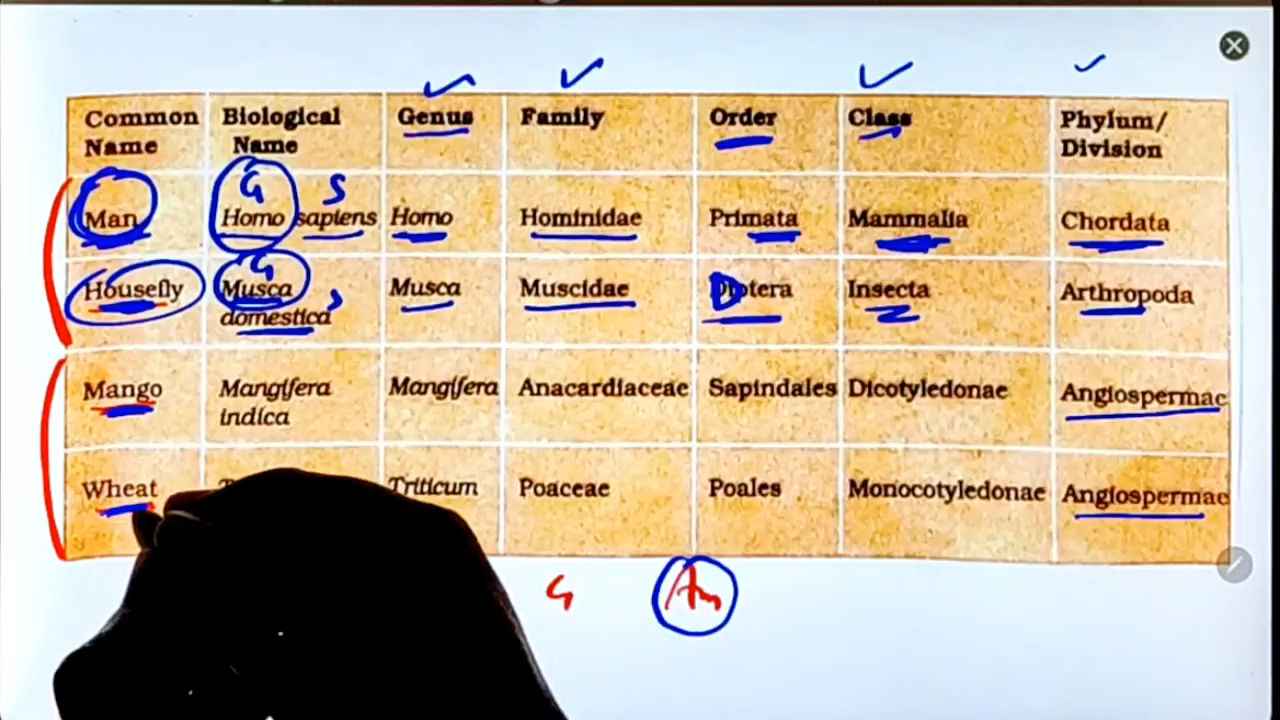 Common Name Biological Name Genus Family Order Class Phylum/ Division
G S
Man Homo sapiens Homo Hominidae Primata Mammalia Chordata
G
Housefly Musca domestica Musca Muscidae Diptera Insecta Arthropoda
s
Mango Mangifera indica Mangifera Anacardiaceae Sapindales Dicotyledonae Angiospermae
Wheat Triticum Poaceae Poales Monocotyledonae Angiospermae